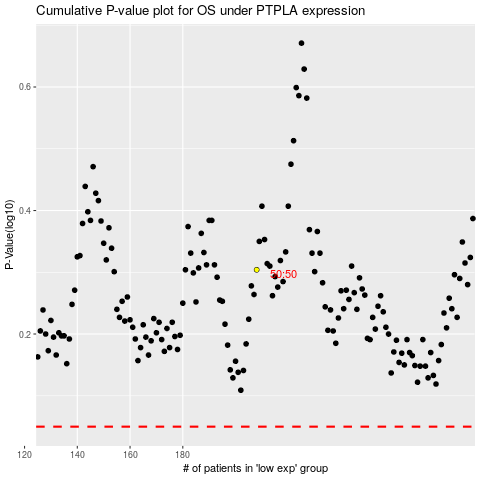 Cumulative P-value plot for OS under PTPLA expression
P-Value(log10)
0.6
0.4
0.2
50:50
120 140 160 180
# of patients in 'low exp' group